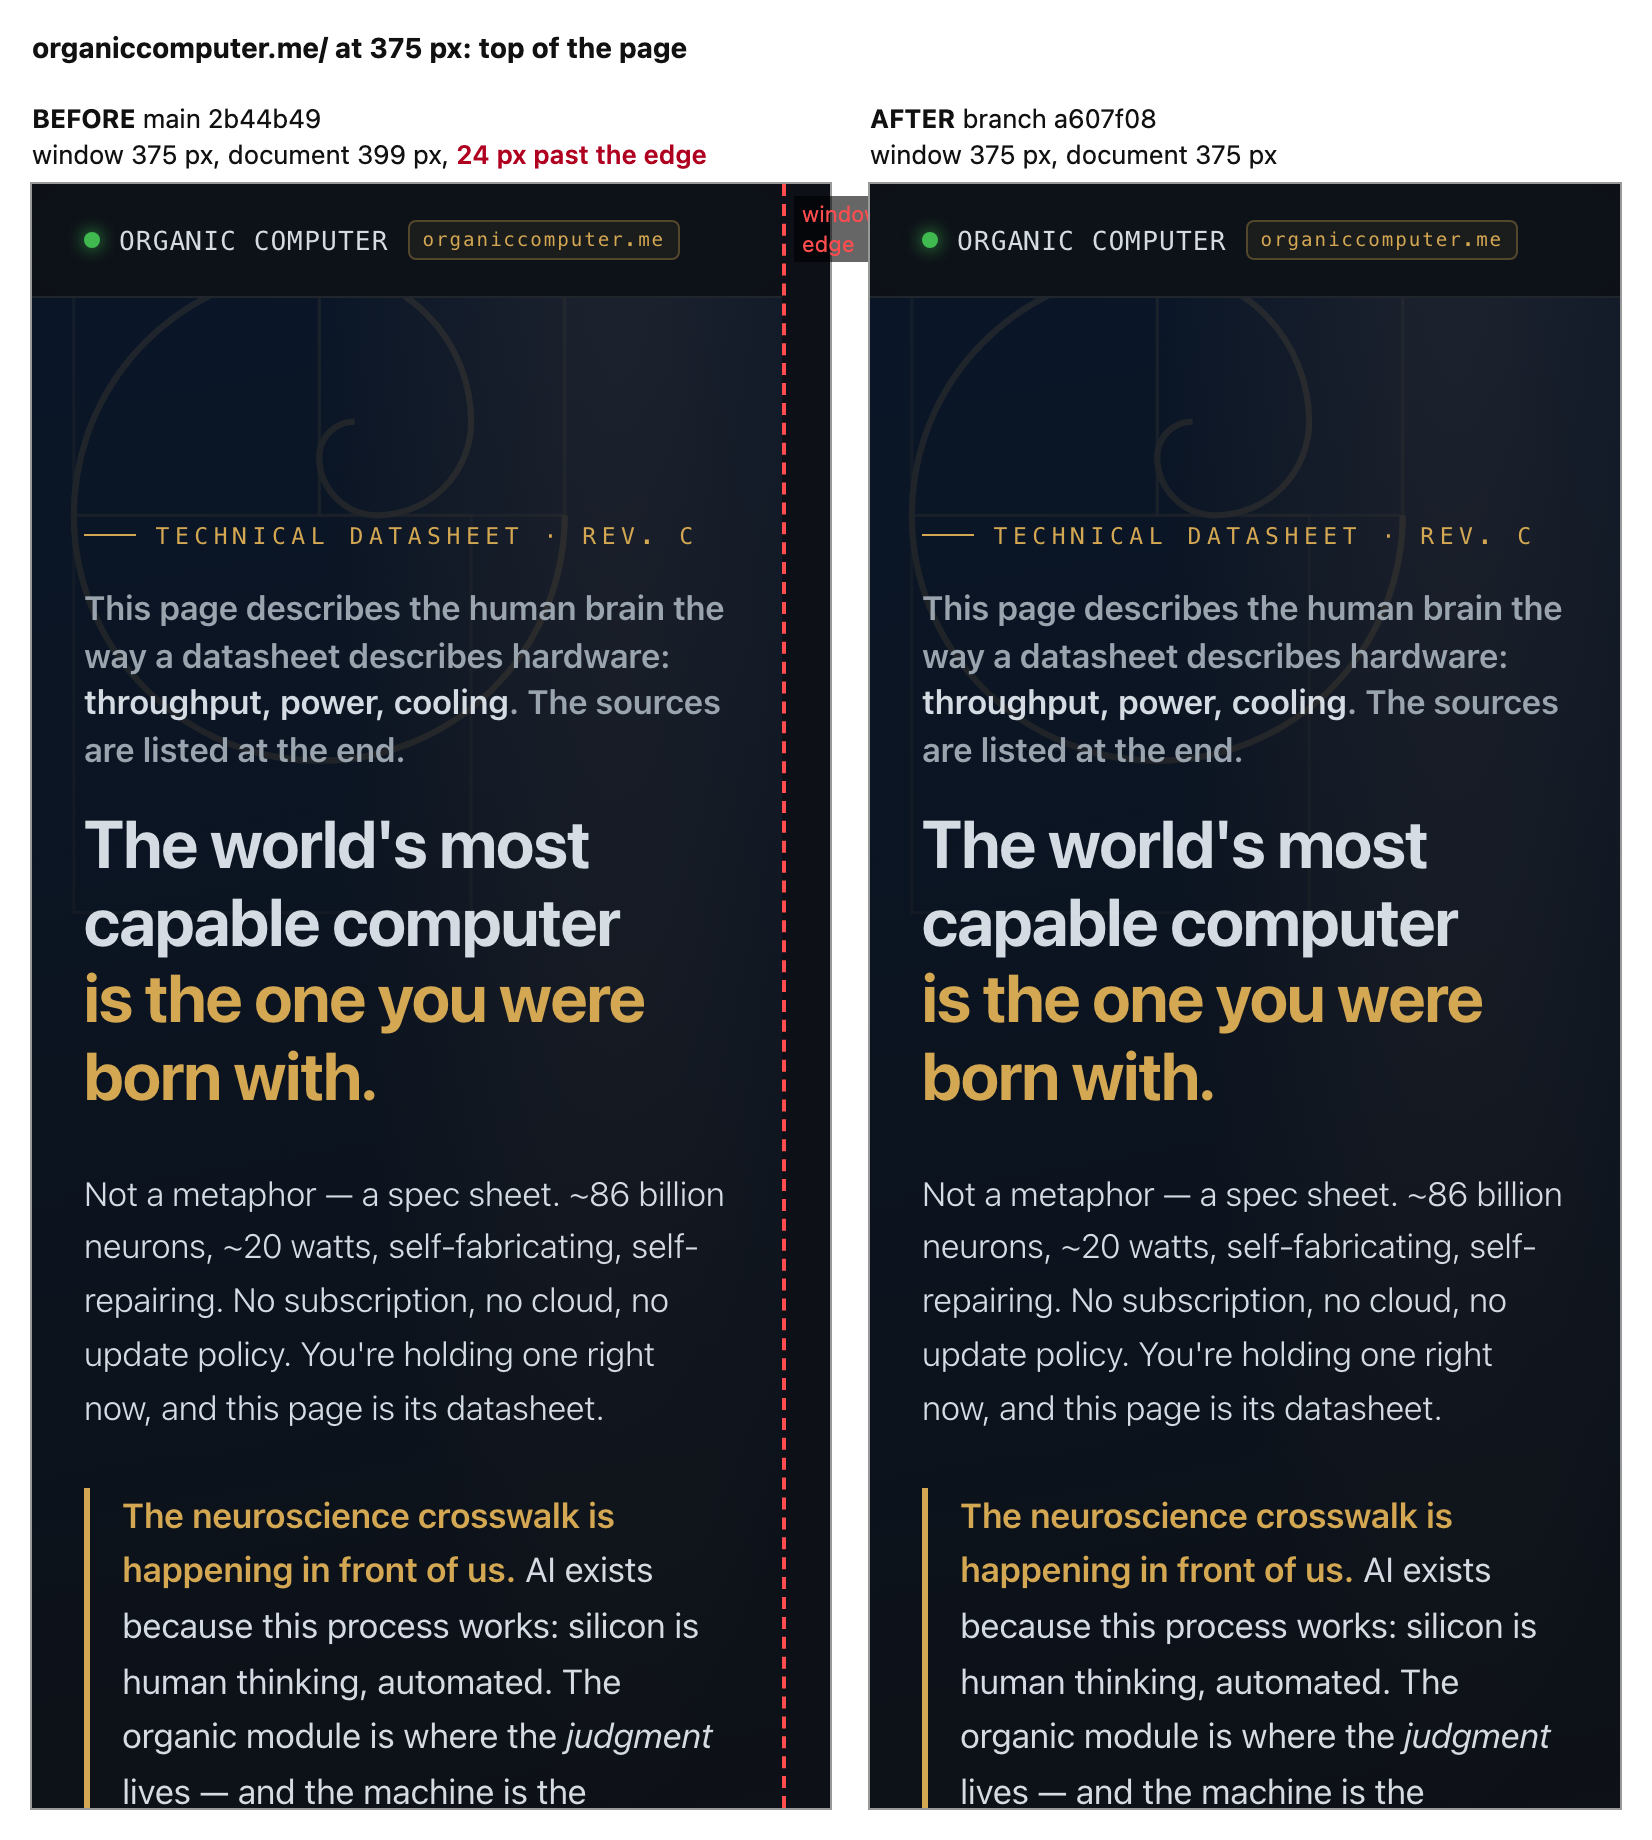 organiccomputer.me/ at 375 px: top of the page
BEFORE main 2b44b49
window 375 px, document 399 px, 24 px past the edge
ORGANIC COMPUTER organiccomputer.me
window
edge
TECHNICAL DATASHEET · REV. C
This page describes the human brain the
way a datasheet describes hardware:
throughput, power, cooling. The sources
are listed at the end.
The world's most
capable computer
is the one you were
born with.
Not a metaphor — a spec sheet. ~86 billion
neurons, ~20 watts, self-fabricating, self-
repairing. No subscription, no cloud, no
update policy. You're holding one right
now, and this page is its datasheet.
The neuroscience crosswalk is
happening in front of us. AI exists
because this process works: silicon is
human thinking, automated. The
organic module is where the judgment
lives — and the machine is the
AFTER branch a607f08
window 375 px, document 375 px
ORGANIC COMPUTER organiccomputer.me
TECHNICAL DATASHEET · REV. C
This page describes the human brain the
way a datasheet describes hardware:
throughput, power, cooling. The sources
are listed at the end.
The world's most
capable computer
is the one you were
born with.
Not a metaphor — a spec sheet. ~86 billion
neurons, ~20 watts, self-fabricating, self-
repairing. No subscription, no cloud, no
update policy. You're holding one right
now, and this page is its datasheet.
The neuroscience crosswalk is
happening in front of us. AI exists
because this process works: silicon is
human thinking, automated. The
organic module is where the judgment
lives — and the machine is the